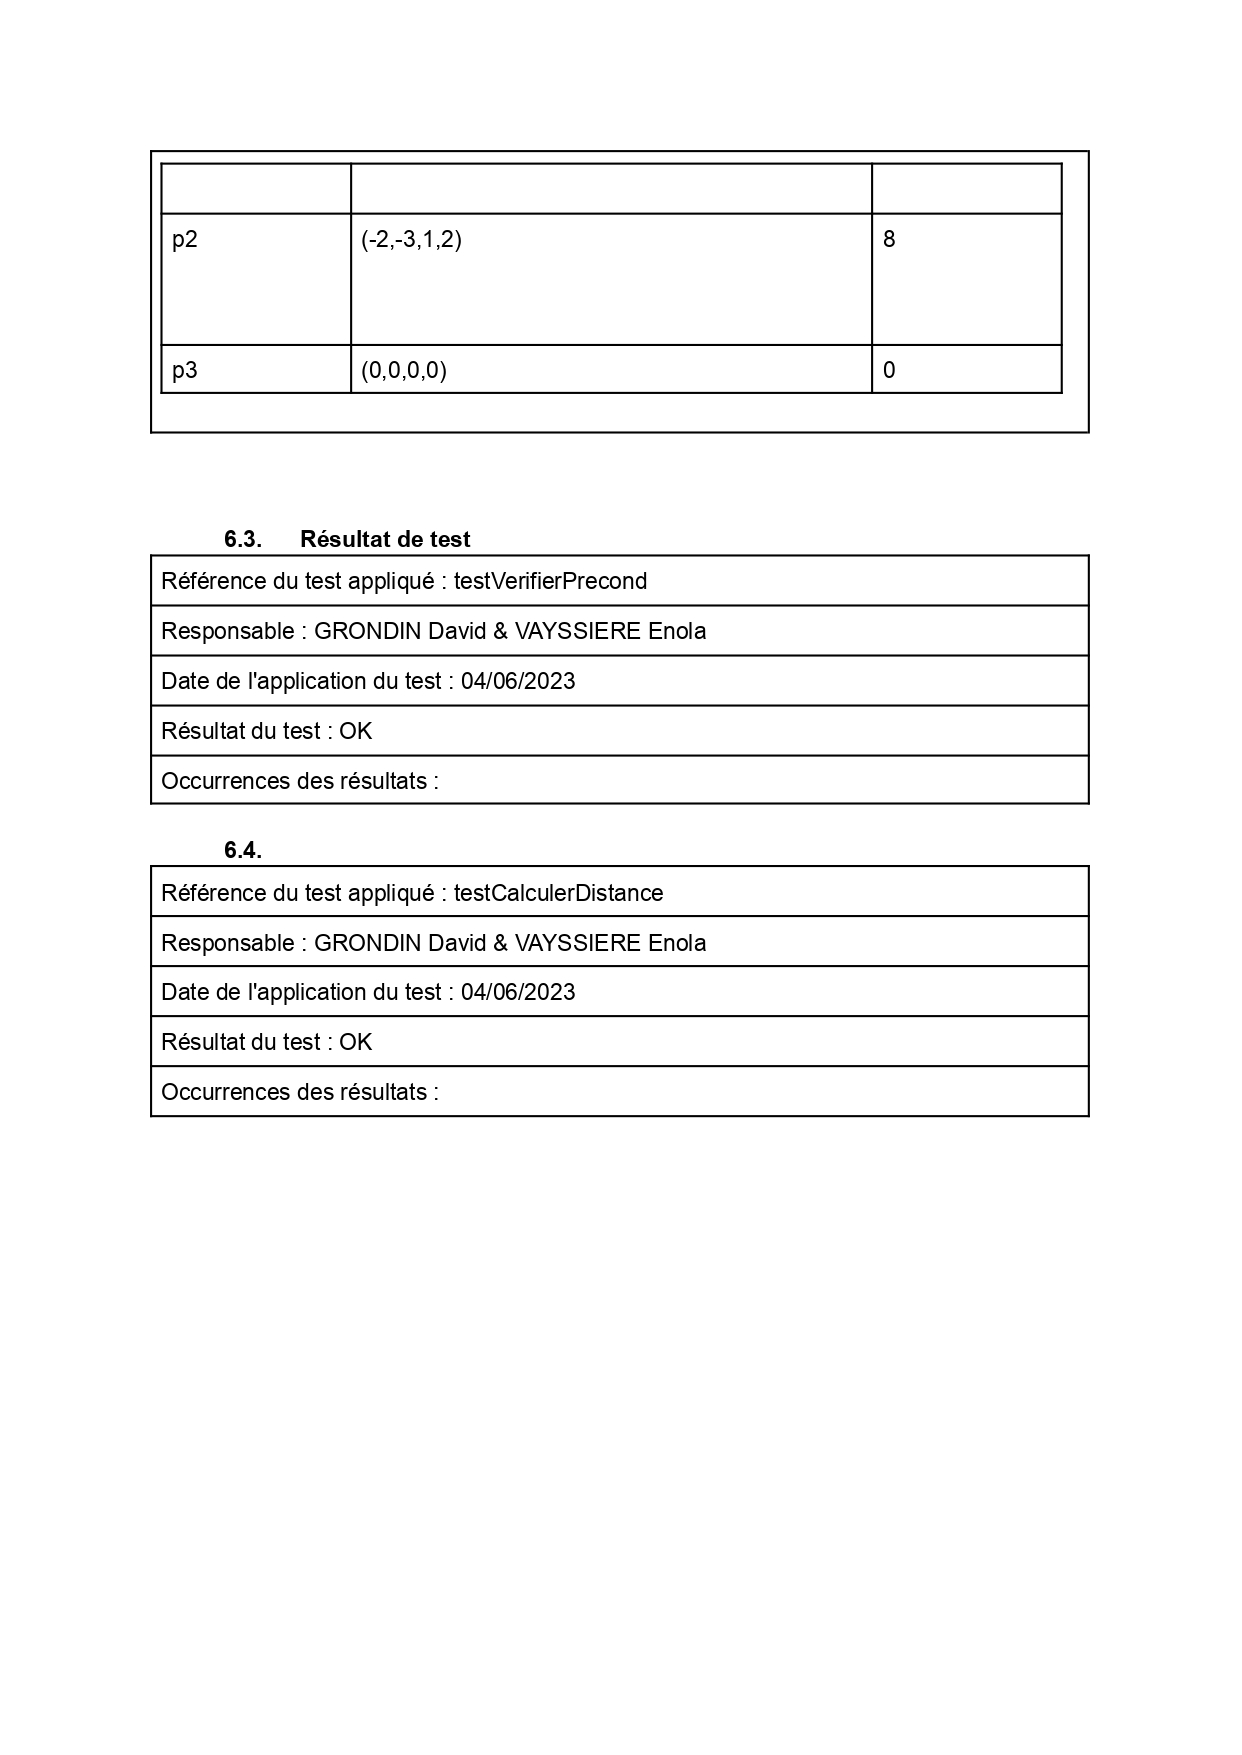 p2 (-2,-3,1,2) 8
p3 (0,0,0,0) 0
6.3. Résultat de test
Référence du test appliqué : testVerifierPrecond
Responsable : GRONDIN David & VAYSSIERE Enola
Date de l'application du test : 04/06/2023
Résultat du test : OK
Occurrences des résultats :
6.4.
Référence du test appliqué : testCalculerDistance
Responsable : GRONDIN David & VAYSSIERE Enola
Date de l'application du test : 04/06/2023
Résultat du test : OK
Occurrences des résultats :